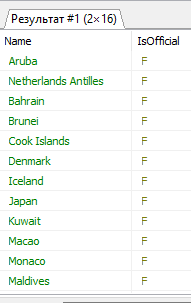 Результат #1 (2×16)
Name IsOfficial
Aruba F
Netherlands Antilles F
Bahrain F
Brunei F
Cook Islands F
Denmark F
Iceland F
Japan F
Kuwait F
Macao F
Monaco F
Maldives F